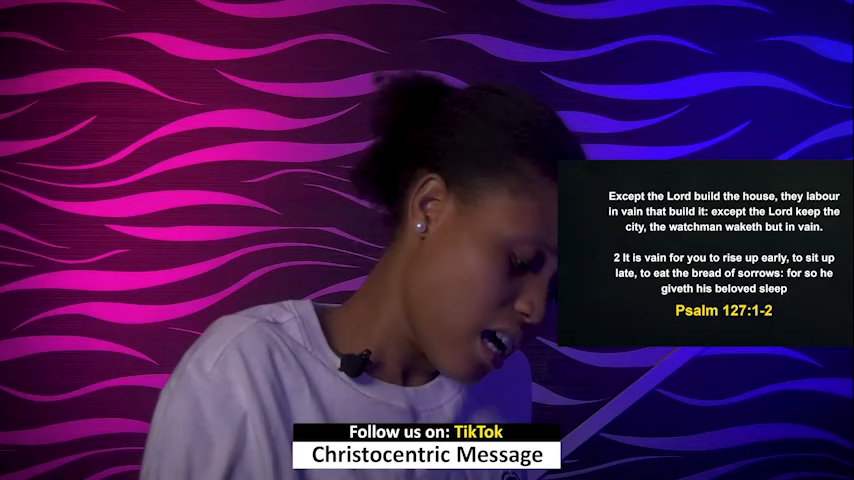 Except the Lord build the house, they labour
in vain that build it: except the Lord keep the
city, the watchman waketh but in vain.
2 It is vain for you to rise up early, to sit up
late, to eat the bread of sorrows: for so he
giveth his beloved sleep
Psalm 127:1-2
Follow us on: TikTok
Christocentric Message